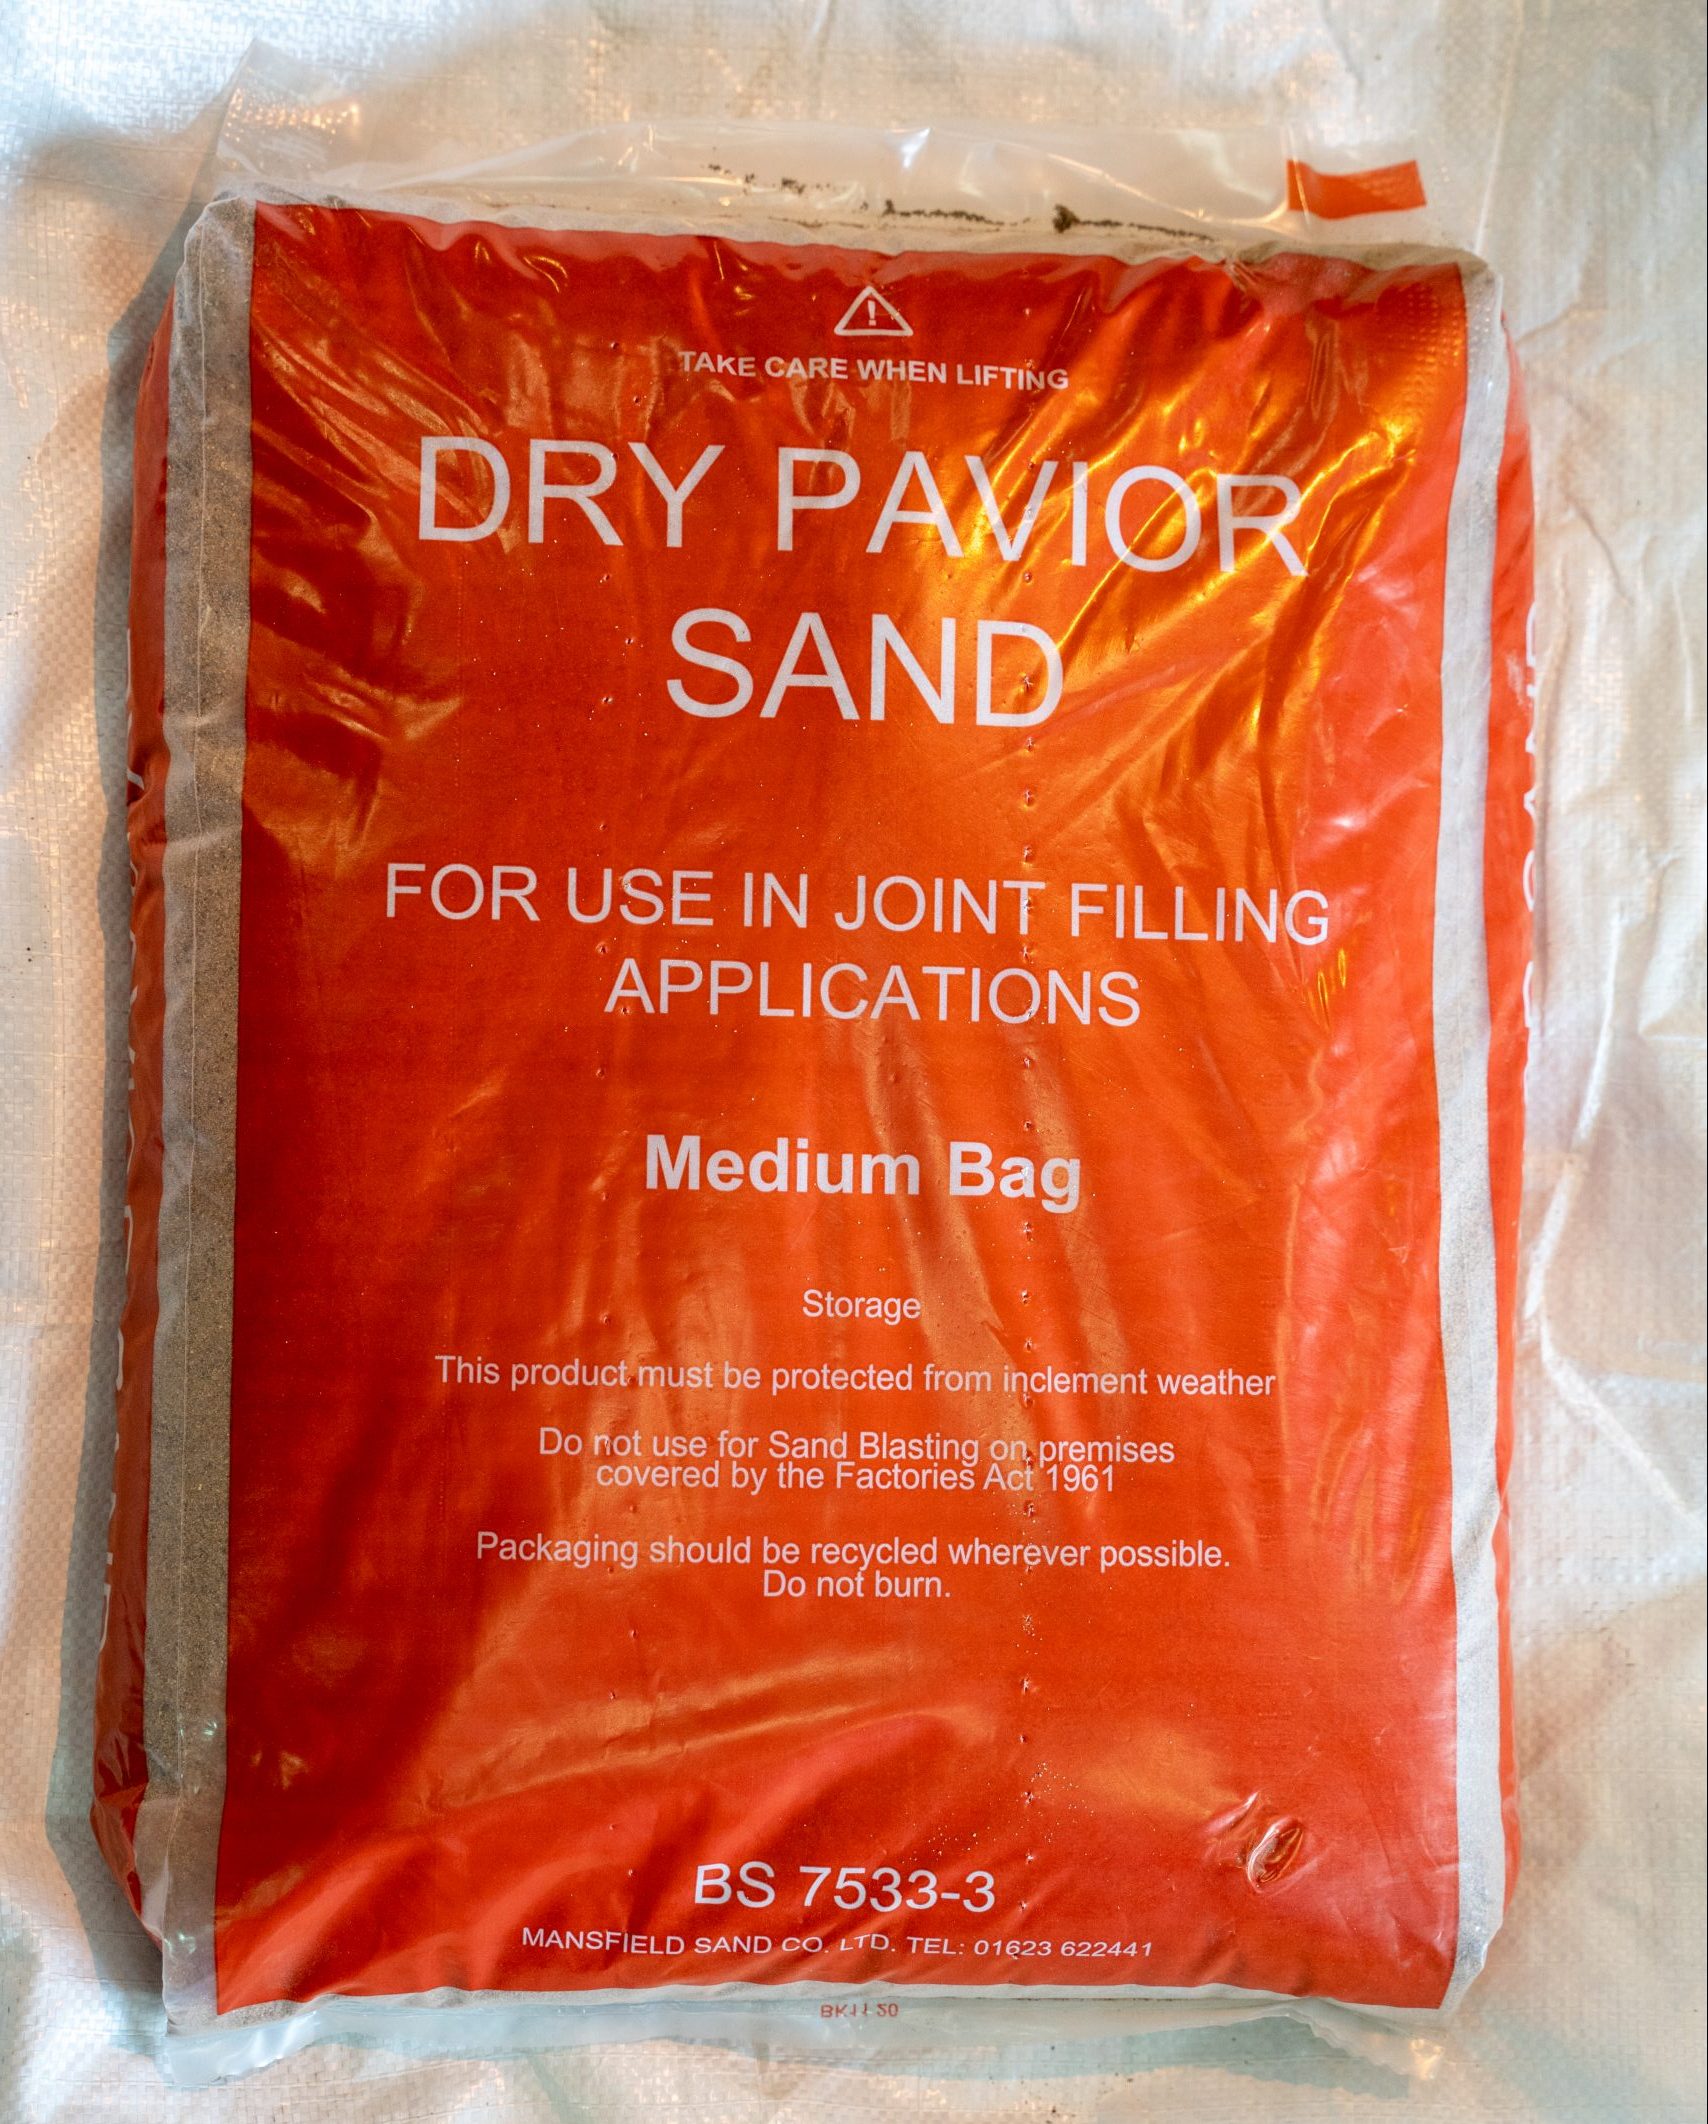 !
TAKE CARE WHEN LIFTING
DRY PAVIOR
SAND
FOR USE IN JOINT FILLING
APPLICATIONS
Medium Bag
Storage
This product must be protected from inclement weather
Do not use for Sand Blasting on premises
covered by the Factories Act 1961
Packaging should be recycled wherever possible.
Do not burn.
BS 7533-3
MANSFIELD SAND CO. LTD. TEL: 01623 622441
BK11 20